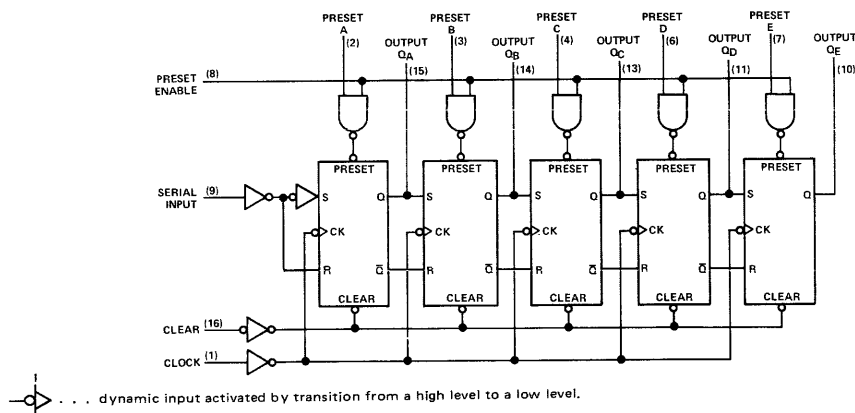 PRESET PRESET PRESET PRESET PRESET
A B C D E
(2) (3) (4) (6) (7)
OUTPUT OUTPUT OUTPUT OUTPUT OUTPUT
QA QB QC QD QE
(15) (14) (13) (11) (10)
PRESET (8)
ENABLE
PRESET PRESET PRESET PRESET PRESET
SERIAL (9)
INPUT
S Q S Q S Q S Q S Q
CK CK CK CK CK
R Q̅ R Q̅ R Q̅ R Q̅ R
CLEAR CLEAR CLEAR CLEAR CLEAR
CLEAR (16)
CLOCK (1)
. . . dynamic input activated by transition from a high level to a low level.